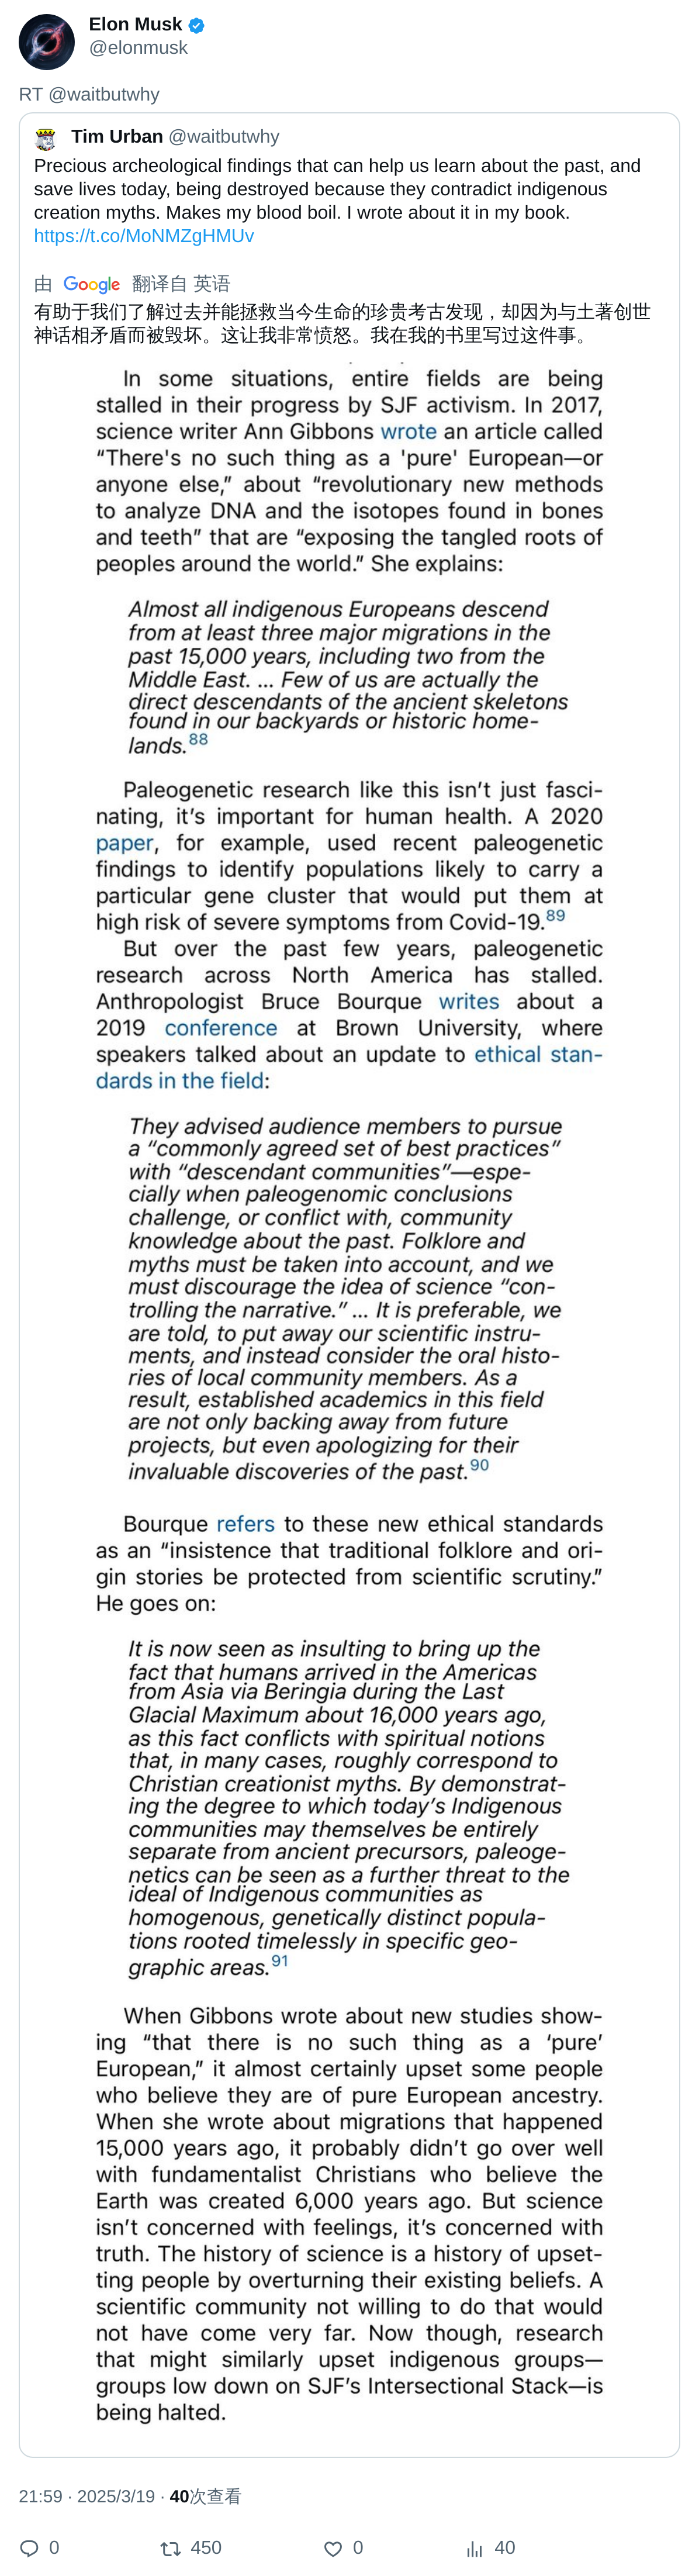 Elon Musk
@elonmusk
RT @waitbutwhy
Tim Urban @waitbutwhy
Precious archeological findings that can help us learn about the past, and
save lives today, being destroyed because they contradict indigenous
creation myths. Makes my blood boil. I wrote about it in my book.
https://t.co/MoNMZgHMUv
由 Google 翻译自 英语
有助于我们了解过去并能拯救当今生命的珍贵考古发现，却因为与土著创世
神话相矛盾而被毁坏。这让我非常愤怒。我在我的书里写过这件事。
In some situations, entire fields are being
stalled in their progress by SJF activism. In 2017,
science writer Ann Gibbons wrote an article called
“There's no such thing as a 'pure' European—or
anyone else,” about “revolutionary new methods
to analyze DNA and the isotopes found in bones
and teeth” that are “exposing the tangled roots of
peoples around the world.” She explains:
Almost all indigenous Europeans descend
from at least three major migrations in the
past 15,000 years, including two from the
Middle East. ... Few of us are actually the
direct descendants of the ancient skeletons
found in our backyards or historic home-
lands.88
Paleogenetic research like this isn’t just fasci-
nating, it’s important for human health. A 2020
paper, for example, used recent paleogenetic
findings to identify populations likely to carry a
particular gene cluster that would put them at
high risk of severe symptoms from Covid-19.89
But over the past few years, paleogenetic
research across North America has stalled.
Anthropologist Bruce Bourque writes about a
2019 conference at Brown University, where
speakers talked about an update to ethical stan-
dards in the field:
They advised audience members to pursue
a “commonly agreed set of best practices”
with “descendant communities”—espe-
cially when paleogenomic conclusions
challenge, or conflict with, community
knowledge about the past. Folklore and
myths must be taken into account, and we
must discourage the idea of science “con-
trolling the narrative.” ... It is preferable, we
are told, to put away our scientific instru-
ments, and instead consider the oral histo-
ries of local community members. As a
result, established academics in this field
are not only backing away from future
projects, but even apologizing for their
invaluable discoveries of the past.90
Bourque refers to these new ethical standards
as an “insistence that traditional folklore and ori-
gin stories be protected from scientific scrutiny.”
He goes on:
It is now seen as insulting to bring up the
fact that humans arrived in the Americas
from Asia via Beringia during the Last
Glacial Maximum about 16,000 years ago,
as this fact conflicts with spiritual notions
that, in many cases, roughly correspond to
Christian creationist myths. By demonstrat-
ing the degree to which today’s Indigenous
communities may themselves be entirely
separate from ancient precursors, paleoge-
netics can be seen as a further threat to the
ideal of Indigenous communities as
homogenous, genetically distinct popula-
tions rooted timelessly in specific geo-
graphic areas.91
When Gibbons wrote about new studies show-
ing “that there is no such thing as a ‘pure’
European,” it almost certainly upset some people
who believe they are of pure European ancestry.
When she wrote about migrations that happened
15,000 years ago, it probably didn’t go over well
with fundamentalist Christians who believe the
Earth was created 6,000 years ago. But science
isn’t concerned with feelings, it’s concerned with
truth. The history of science is a history of upset-
ting people by overturning their existing beliefs. A
scientific community not willing to do that would
not have come very far. Now though, research
that might similarly upset indigenous groups—
groups low down on SJF’s Intersectional Stack—is
being halted.
21:59 · 2025/3/19 · 40次查看
0 450 0 40